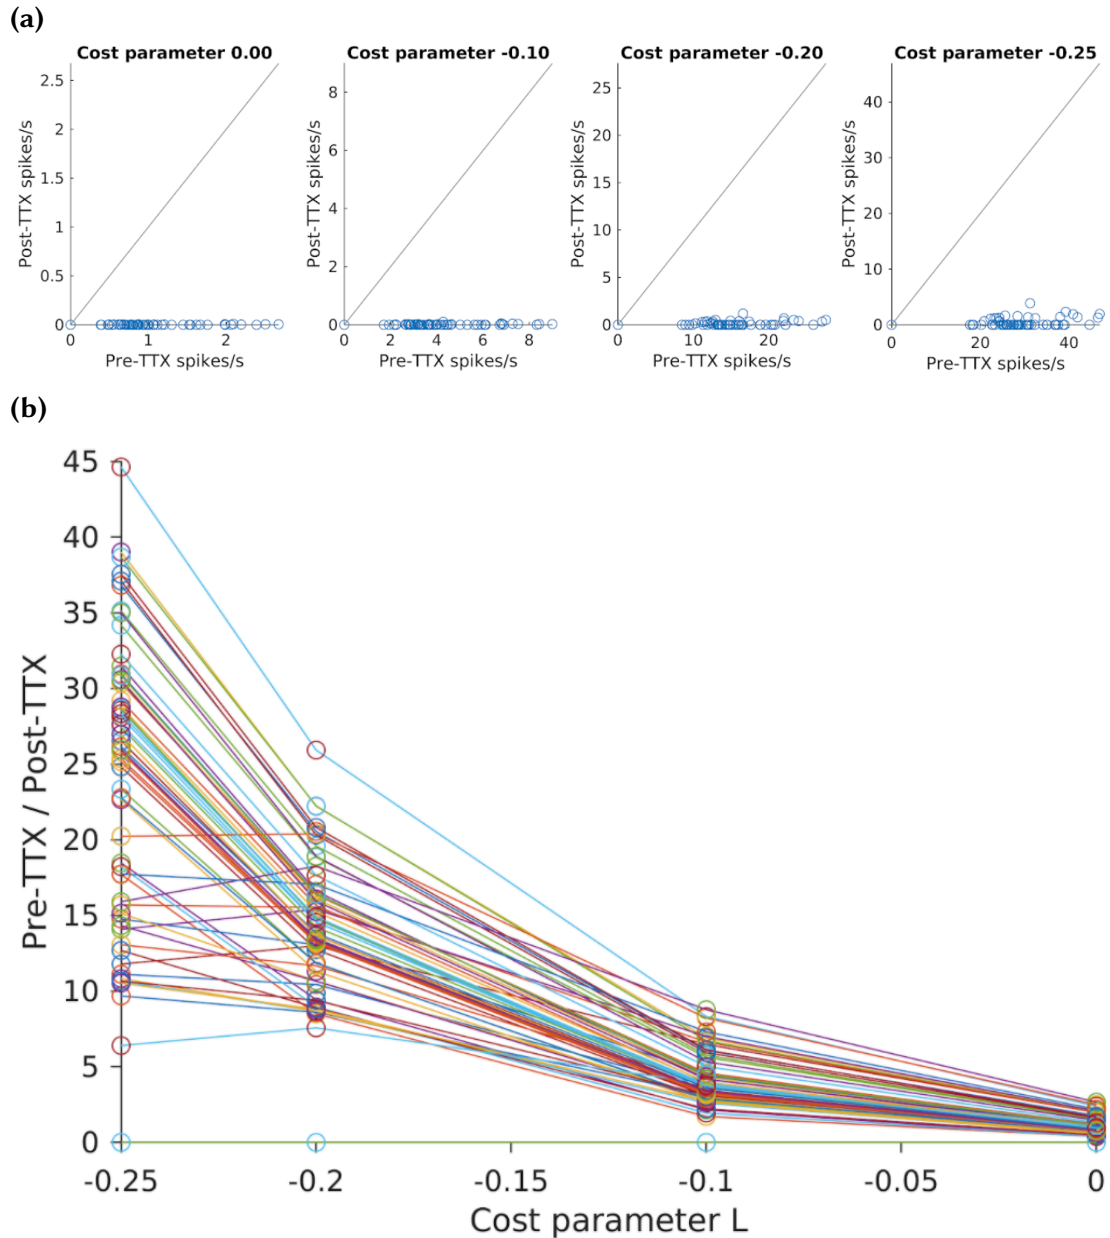 (a)
Cost parameter 0.00 Cost parameter -0.10 Cost parameter -0.20 Cost parameter -0.25
Post-TTX spikes/s
2.5
2
1.5
1
0.5
0
1 2
Pre-TTX spikes/s
Post-TTX spikes/s
8
6
4
2
0
0 2 4 6 8
Pre-TTX spikes/s
Post-TTX spikes/s
25
20
15
10
5
0
0 10 20
Pre-TTX spikes/s
Post-TTX spikes/s
40
30
20
10
0
0 20 40
Pre-TTX spikes/s
(b)
Pre-TTX / Post-TTX
45
40
35
30
25
20
15
10
5
0
-0.25 -0.2 -0.15 -0.1 -0.05 0
Cost parameter L